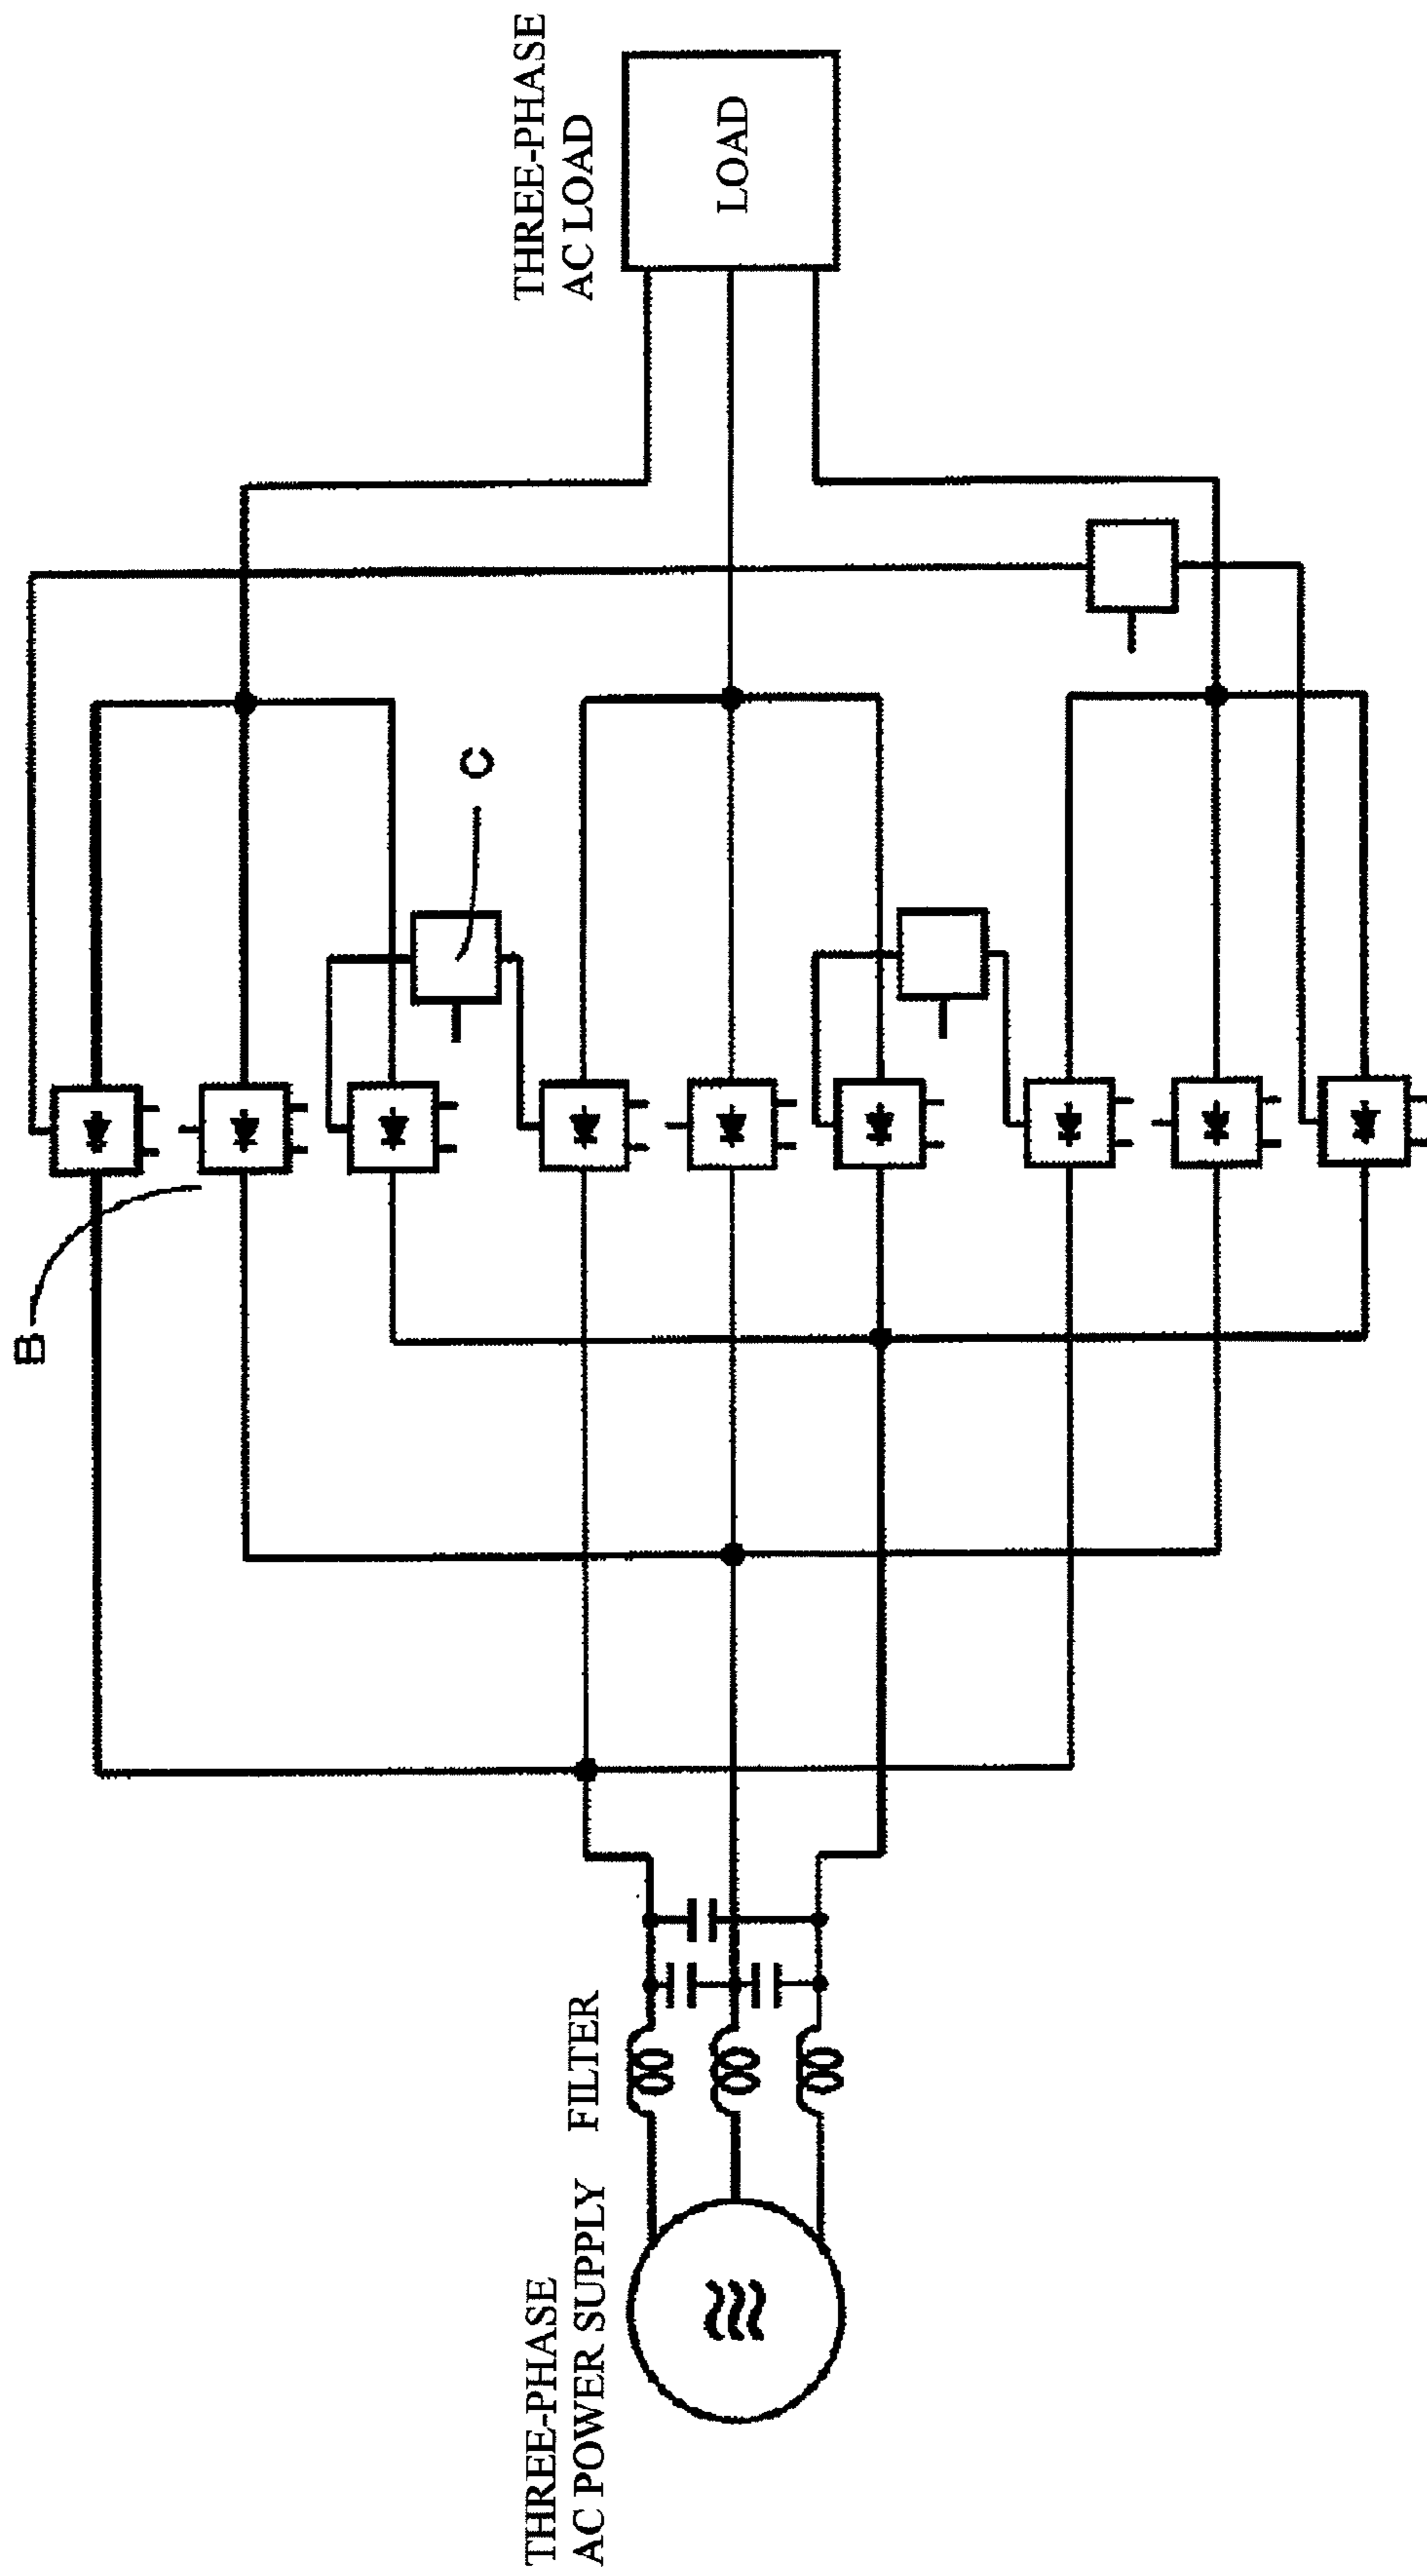 THREE-PHASE
AC POWER SUPPLY
FILTER
B
C
THREE-PHASE
AC LOAD
LOAD